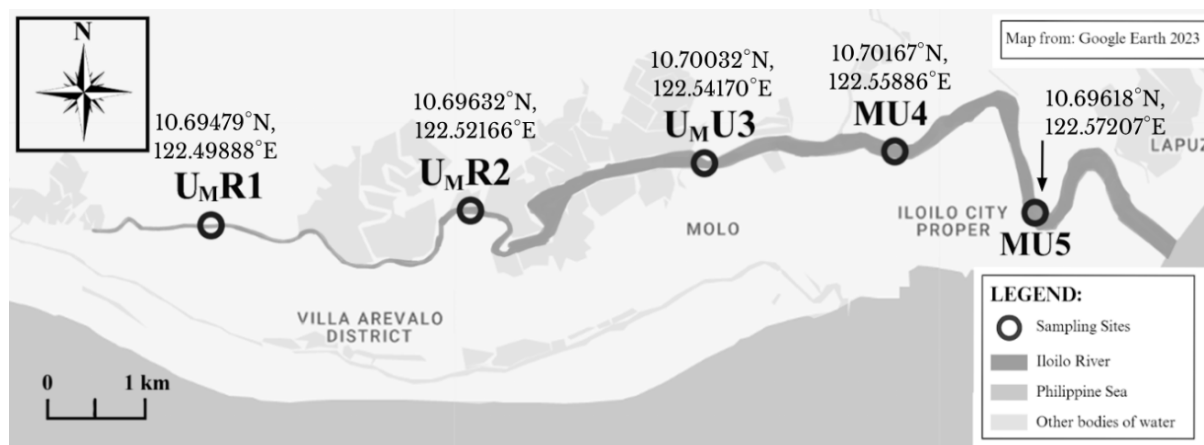 N
Map from: Google Earth 2023
10.69479°N,
122.49888°E
UMR1
10.69632°N,
122.52166°E
UMR2
10.70032°N,
122.54170°E
UMU3
10.70167°N,
122.55886°E
MU4
10.69618°N,
122.57207°E
LAPUZ
MU5
ILOILO CITY
PROPER
MOLO
VILLA AREVALO
DISTRICT
0 1 km
LEGEND:
Sampling Sites
Iloilo River
Philippine Sea
Other bodies of water